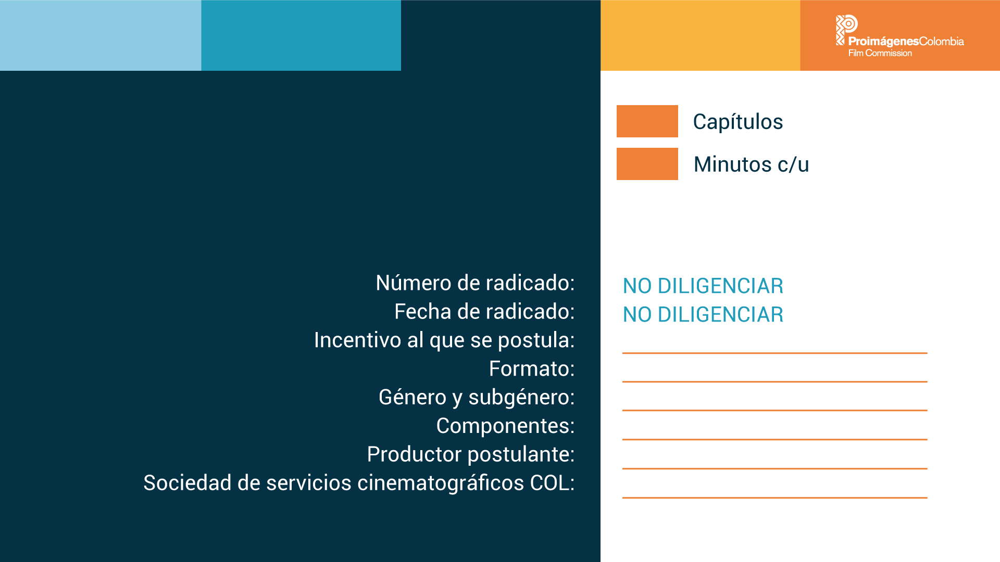 ProimágenesColombia
Film Commission
Capítulos
Minutos c/u
Número de radicado: NO DILIGENCIAR
Fecha de radicado: NO DILIGENCIAR
Incentivo al que se postula:
Formato:
Género y subgénero:
Componentes:
Productor postulante:
Sociedad de servicios cinematográficos COL: